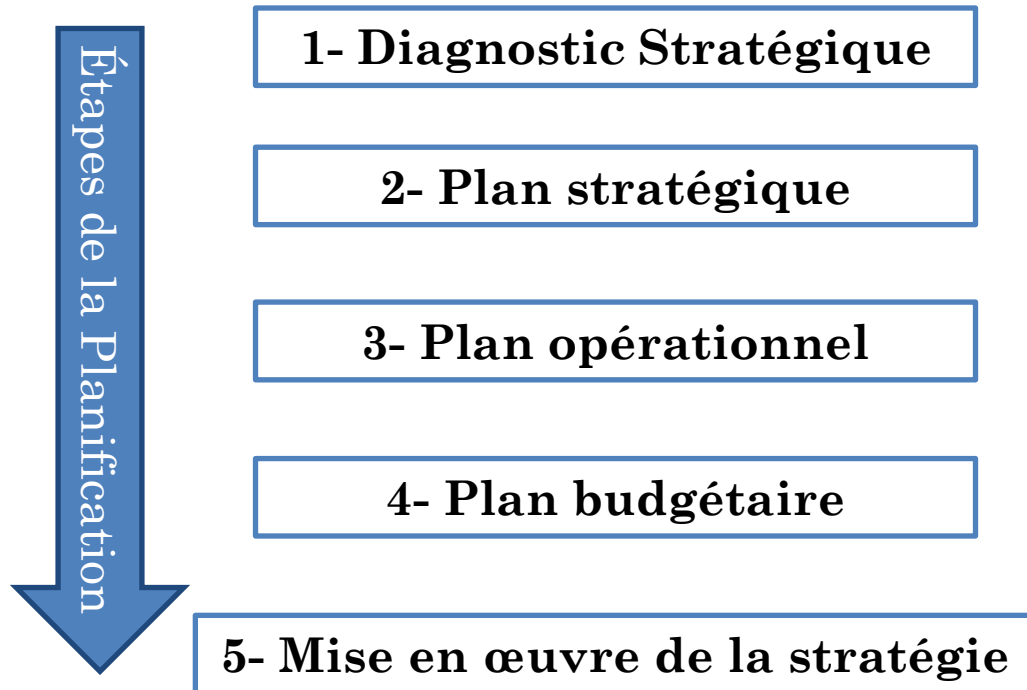 Étapes de la Planification
1- Diagnostic Stratégique
2- Plan stratégique
3- Plan opérationnel
4- Plan budgétaire
5- Mise en œuvre de la stratégie